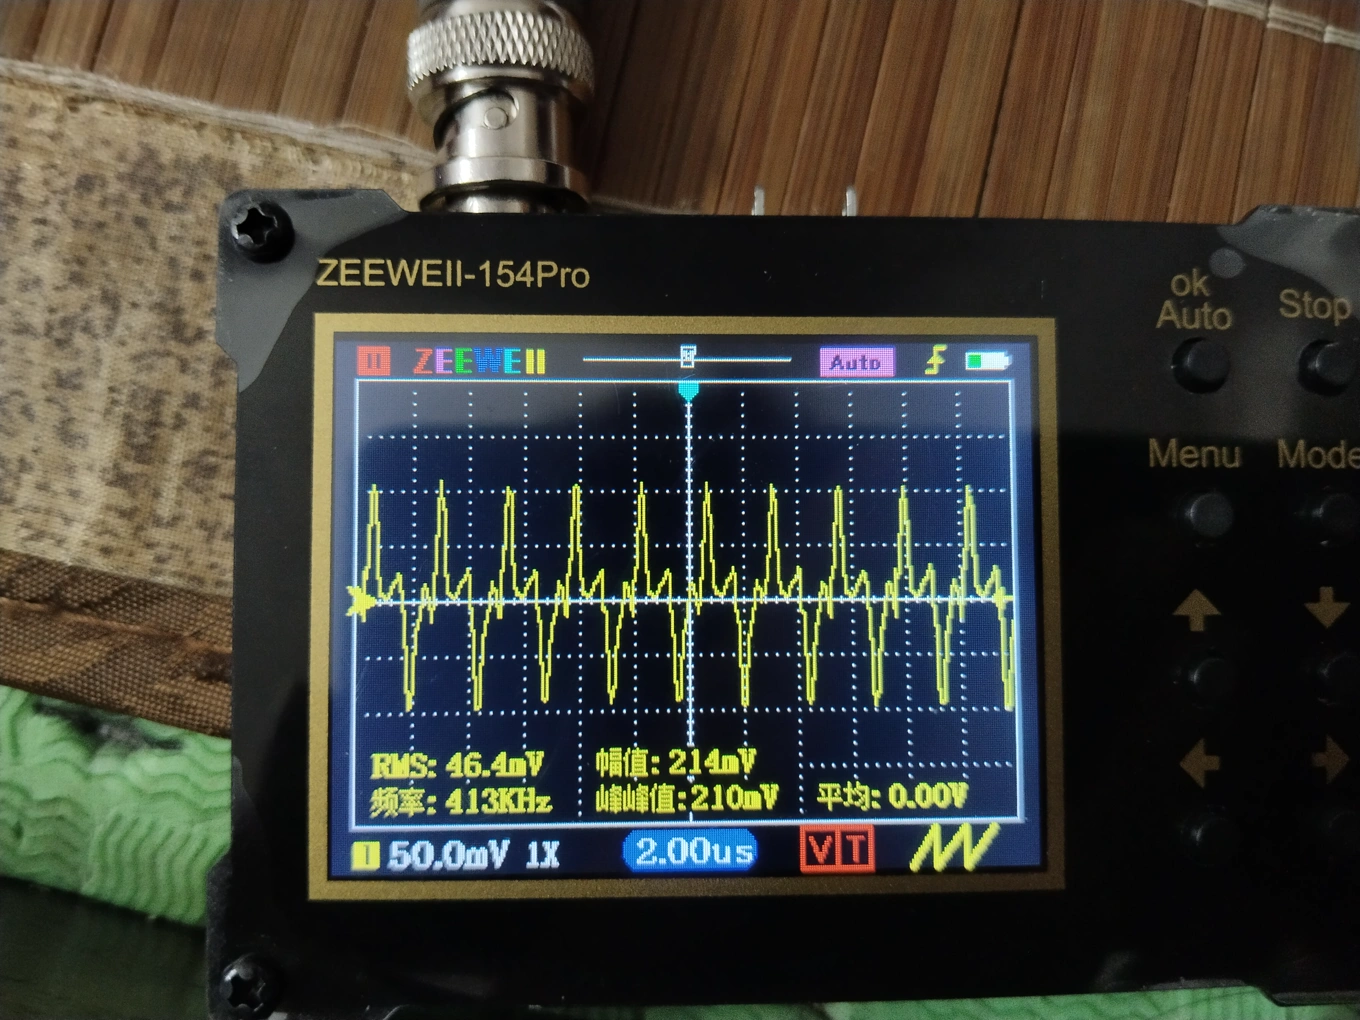 ZEEWEII-154Pro
ok
Auto
Stop
Menu
Mode
ZEEWEII
Auto
RMS: 46.4mV
幅值: 214mV
频率: 413KHz
峰峰值:210mV
平均: 0.00V
1
50.0mV 1X
2.00us
VT